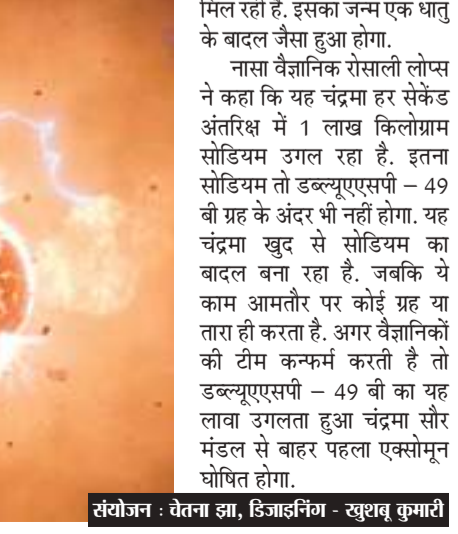 मिल रही है. इसका जन्म एक धातु
के बादल जैसा हुआ होगा.
नासा वैज्ञानिक रोसाली लोप्स
ने कहा कि यह चंद्रमा हर सेकेंड
अंतरिक्ष में 1 लाख किलोग्राम
सोडियम उगल रहा है. इतना
सोडियम तो डब्ल्यूएएसपी – 49
बी ग्रह के अंदर भी नहीं होगा. यह
चंद्रमा खुद से सोडियम का
बादल बना रहा है. जबकि ये
काम आमतौर पर कोई ग्रह या
तारा ही करता है. अगर वैज्ञानिकों
की टीम कन्फर्म करती है तो
डब्ल्यूएएसपी – 49 बी का यह
लावा उगलता हुआ चंद्रमा सौर
मंडल से बाहर पहला एक्सोमून
घोषित होगा.
संयोजन : चेतना झा, डिजाइनिंग - खुशबू कुमारी